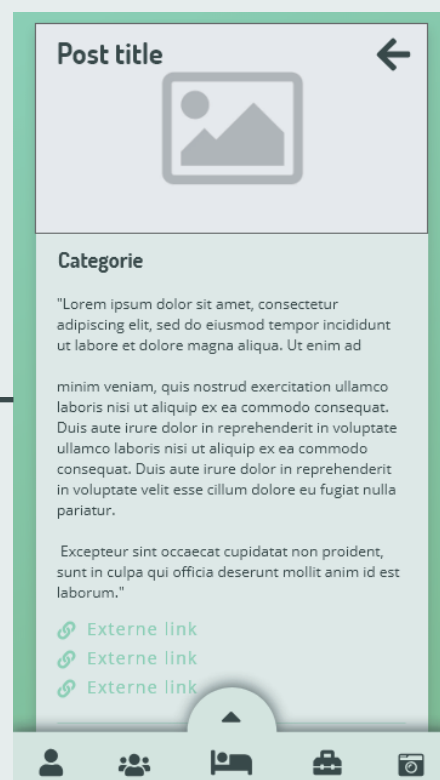 Post title
Categorie
"Lorem ipsum dolor sit amet, consectetur
adipiscing elit, sed do eiusmod tempor incididunt
ut labore et dolore magna aliqua. Ut enim ad
minim veniam, quis nostrud exercitation ullamco
laboris nisi ut aliquip ex ea commodo consequat.
Duis aute irure dolor in reprehenderit in voluptate
ullamco laboris nisi ut aliquip ex ea commodo
consequat. Duis aute irure dolor in reprehenderit
in voluptate velit esse cillum dolore eu fugiat nulla
pariatur.
Excepteur sint occaecat cupidatat non proident,
sunt in culpa qui officia deserunt mollit anim id est
laborum."
Externe link
Externe link
Externe link